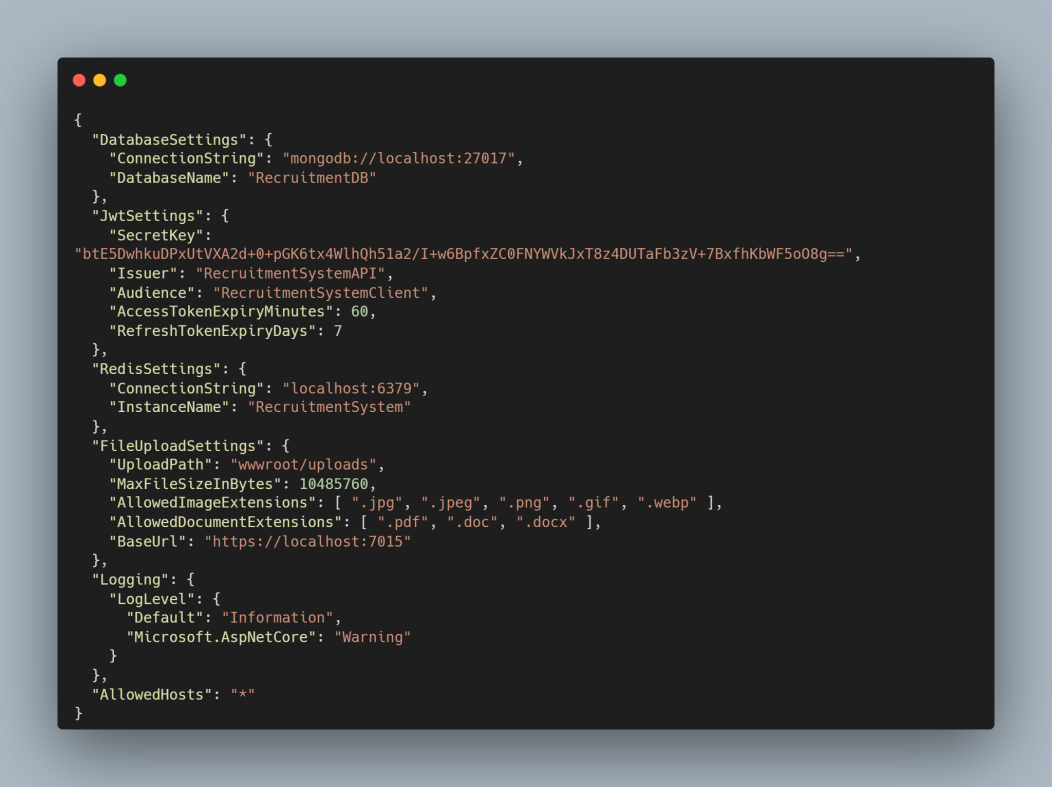 {
  "DatabaseSettings": {
    "ConnectionString": "mongodb://localhost:27017",
    "DatabaseName": "RecruitmentDB"
  },
  "JwtSettings": {
    "SecretKey":
"btE5DwhkuDPxUtVXA2d+0+pGK6tx4WlhQh51a2/I+w6BpfxZC0FNYWVkJxT8z4DUTaFb3zV+7BxfhKbWF5oO8g==",
    "Issuer": "RecruitmentSystemAPI",
    "Audience": "RecruitmentSystemClient",
    "AccessTokenExpiryMinutes": 60,
    "RefreshTokenExpiryDays": 7
  },
  "RedisSettings": {
    "ConnectionString": "localhost:6379",
    "InstanceName": "RecruitmentSystem"
  },
  "FileUploadSettings": {
    "UploadPath": "wwwroot/uploads",
    "MaxFileSizeInBytes": 10485760,
    "AllowedImageExtensions": [ ".jpg", ".jpeg", ".png", ".gif", ".webp" ],
    "AllowedDocumentExtensions": [ ".pdf", ".doc", ".docx" ],
    "BaseUrl": "https://localhost:7015"
  },
  "Logging": {
    "LogLevel": {
      "Default": "Information",
      "Microsoft.AspNetCore": "Warning"
    }
  },
  "AllowedHosts": "*"
}